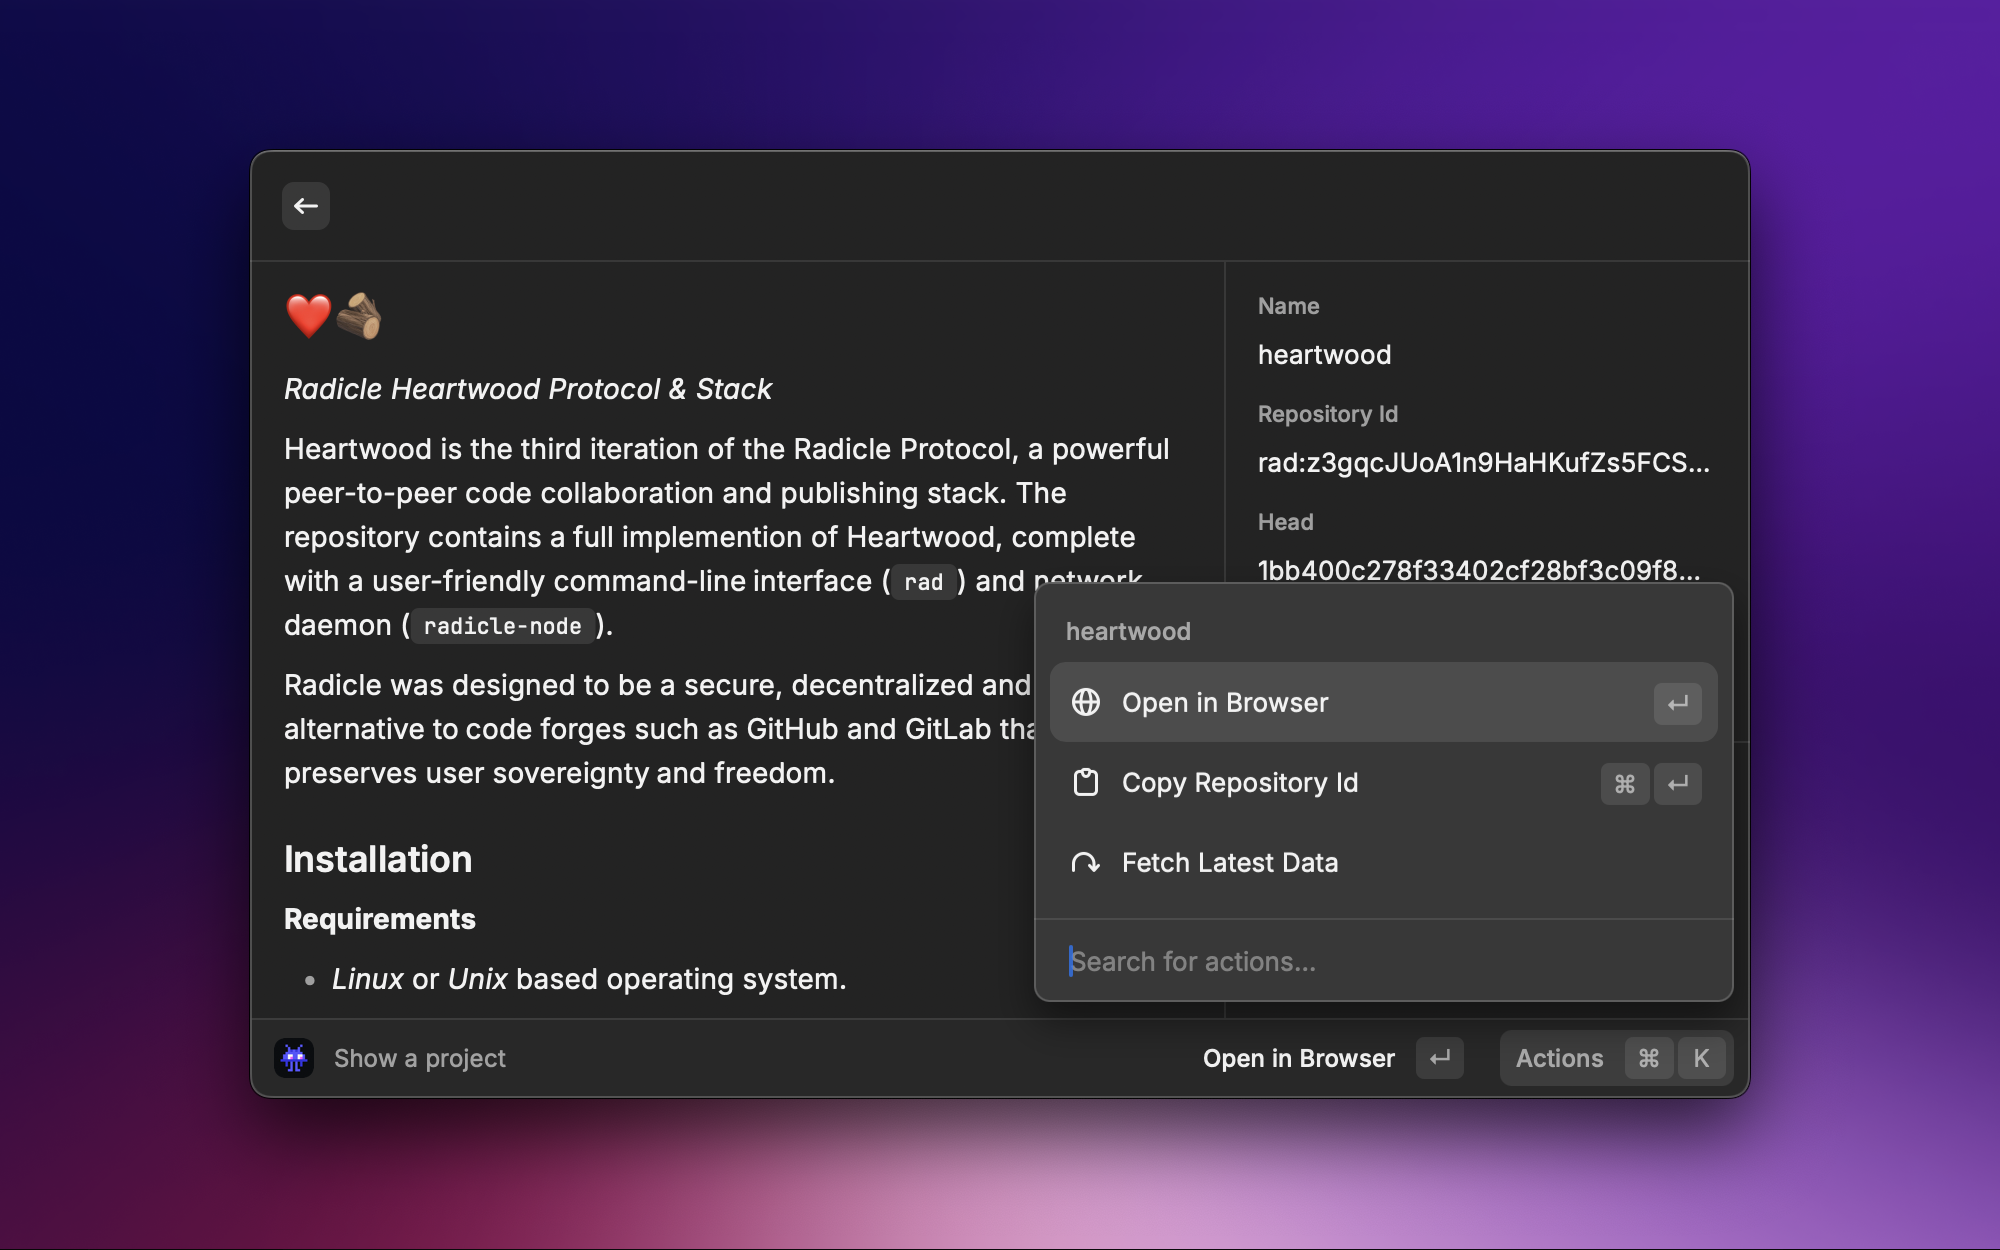 Radicle Heartwood Protocol & Stack
Heartwood is the third iteration of the Radicle Protocol, a powerful
peer-to-peer code collaboration and publishing stack. The
repository contains a full implemention of Heartwood, complete
with a user-friendly command-line interface ( rad ) and network
daemon ( radicle-node ).
Radicle was designed to be a secure, decentralized and
alternative to code forges such as GitHub and GitLab
preserves user sovereignty and freedom.
Installation
Requirements
• Linux or Unix based operating system.
Name
heartwood
Repository Id
rad:z3gqcJUoA1n9HaHKufZs5FCS...
Head
1bb400c278f33402cf28bf3c09f8...
heartwood
Open in Browser ↵
Copy Repository Id ⌘ ↵
Fetch Latest Data
Search for actions...
Show a project
Open in Browser ↵
Actions ⌘ K